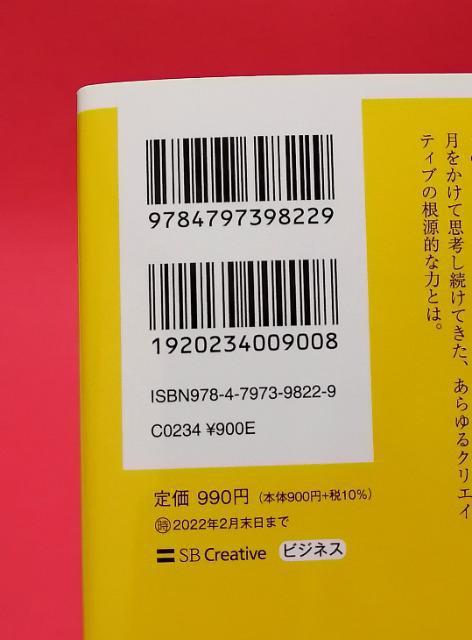 月をかけて思考し続けてきた、あらゆるクリエイ
ティブの根源的な力とは。
9784797398229
1920234009008
ISBN978-4-7973-9822-9
C0234 ¥900E
定価 990円（本体900円+税10%）
時2022年2月末日まで
SB Creative ビジネス